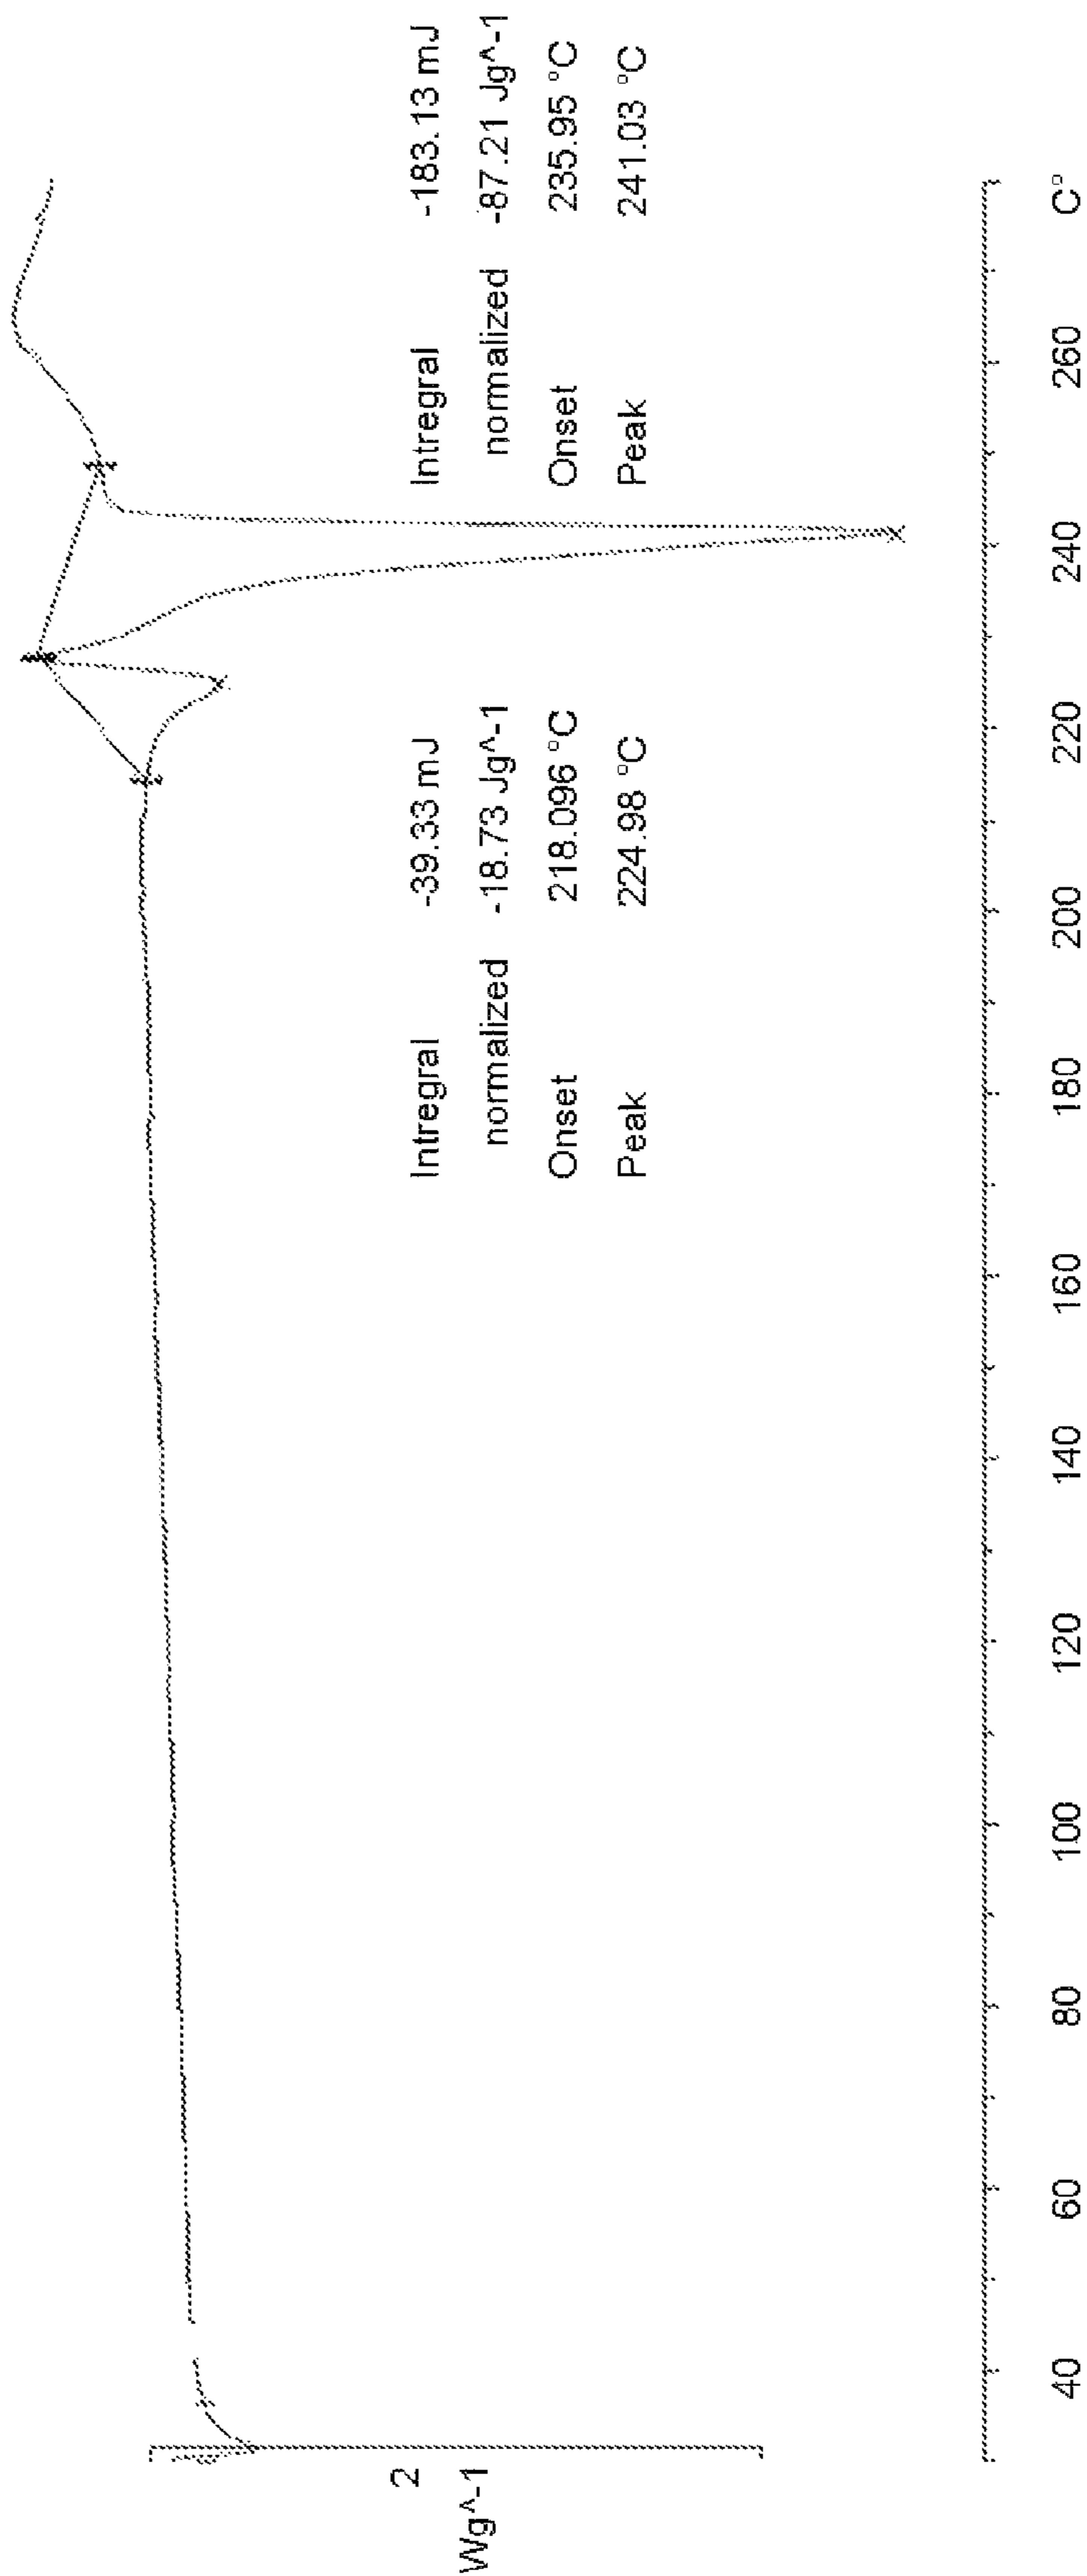 2
Wg^-1
Intregral -39.33 mJ
normalized -18.73 Jg^-1
Onset 218.096 °C
Peak 224.98 °C
Intregral -183.13 mJ
normalized -87.21 Jg^-1
Onset 235.95 °C
Peak 241.03 °C
40 60 80 100 120 140 160 180 200 220 240 260 C°